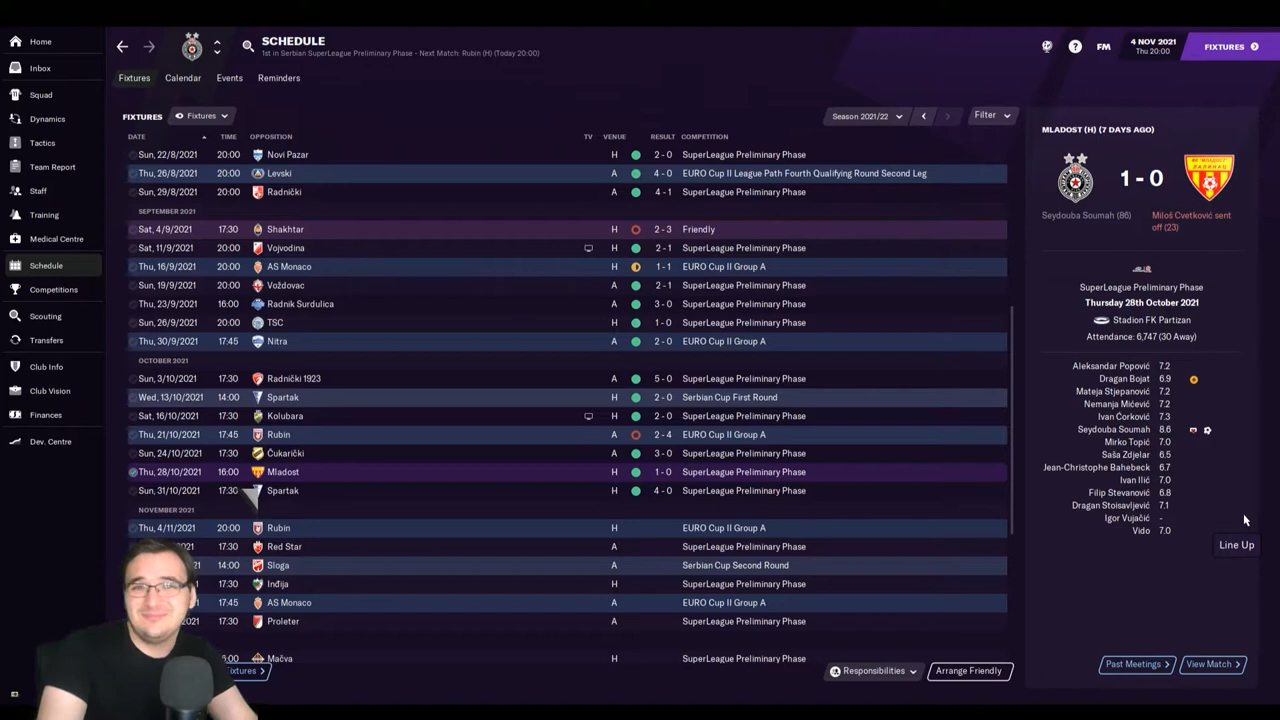 Home
Inbox
Squad
Dynamics
Tactics
Team Report
Staff
Training
Medical Centre
Schedule
Competitions
Scouting
Transfers
Club Info
Club Vision
Finances
Dev. Centre
SCHEDULE
1st in Serbian SuperLeague Preliminary Phase - Next Match: Rubin (H) (Today 20:00)
? FM 4 NOV 2021 Thu 20:00 FIXTURES
Fixtures Calendar Events Reminders
FIXTURES Fixtures Season 2021/22 Filter
DATE TIME OPPOSITION TV VENUE RESULT COMPETITION
Sun, 22/8/2021 20:00 Novi Pazar H 2 - 0 SuperLeague Preliminary Phase
Thu, 26/8/2021 20:00 Levski A 4 - 0 EURO Cup II League Path Fourth Qualifying Round Second Leg
Sun, 29/8/2021 20:00 Radnički A 4 - 1 SuperLeague Preliminary Phase
SEPTEMBER 2021
Sat, 4/9/2021 17:30 Shakhtar H 2 - 3 Friendly
Sat, 11/9/2021 20:00 Vojvodina H 2 - 1 SuperLeague Preliminary Phase
Thu, 16/9/2021 20:00 AS Monaco H 1 - 1 EURO Cup II Group A
Sun, 19/9/2021 20:00 Voždovac A 2 - 1 SuperLeague Preliminary Phase
Thu, 23/9/2021 16:00 Radnik Surdulica A 3 - 0 SuperLeague Preliminary Phase
Sun, 26/9/2021 20:00 TSC H 1 - 0 SuperLeague Preliminary Phase
Thu, 30/9/2021 17:45 Nitra A 2 - 0 EURO Cup II Group A
OCTOBER 2021
Sun, 3/10/2021 17:30 Radnički 1923 A 5 - 0 SuperLeague Preliminary Phase
Wed, 13/10/2021 14:00 Spartak H 2 - 0 Serbian Cup First Round
Sat, 16/10/2021 17:30 Kolubara H 2 - 0 SuperLeague Preliminary Phase
Thu, 21/10/2021 17:45 Rubin A 2 - 4 EURO Cup II Group A
Sun, 24/10/2021 17:30 Čukarički A 3 - 0 SuperLeague Preliminary Phase
Thu, 28/10/2021 16:00 Mladost H 1 - 0 SuperLeague Preliminary Phase
Sun, 31/10/2021 17:30 Spartak H 4 - 0 SuperLeague Preliminary Phase
NOVEMBER 2021
Thu, 4/11/2021 20:00 Rubin H EURO Cup II Group A
17:30 Red Star A SuperLeague Preliminary Phase
14:00 Sloga A Serbian Cup Second Round
17:30 Inđija H SuperLeague Preliminary Phase
17:45 AS Monaco A EURO Cup II Group A
17:30 Proleter A SuperLeague Preliminary Phase
Mačva H SuperLeague Preliminary Phase
Responsibilities Arrange Friendly
MLADOST (H) (7 DAYS AGO)
1 - 0
Seydouba Soumah (86)
Miloš Cvetković sent
off (23)
SuperLeague Preliminary Phase
Thursday 28th October 2021
Stadion FK Partizan
Attendance: 6,747 (30 Away)
Aleksandar Popović 7.2
Dragan Bojat 6.9
Mateja Stjepanović 7.2
Nemanja Mićević 7.2
Ivan Ćorković 7.3
Seydouba Soumah 8.6
Mirko Topić 7.0
Saša Zdjelar 6.5
Jean-Christophe Bahebeck 6.7
Ivan Ilić 7.0
Filip Stevanović 6.8
Dragan Stoisavljević 7.1
Igor Vujačić -
Vido 7.0
Line Up
Past Meetings View Match